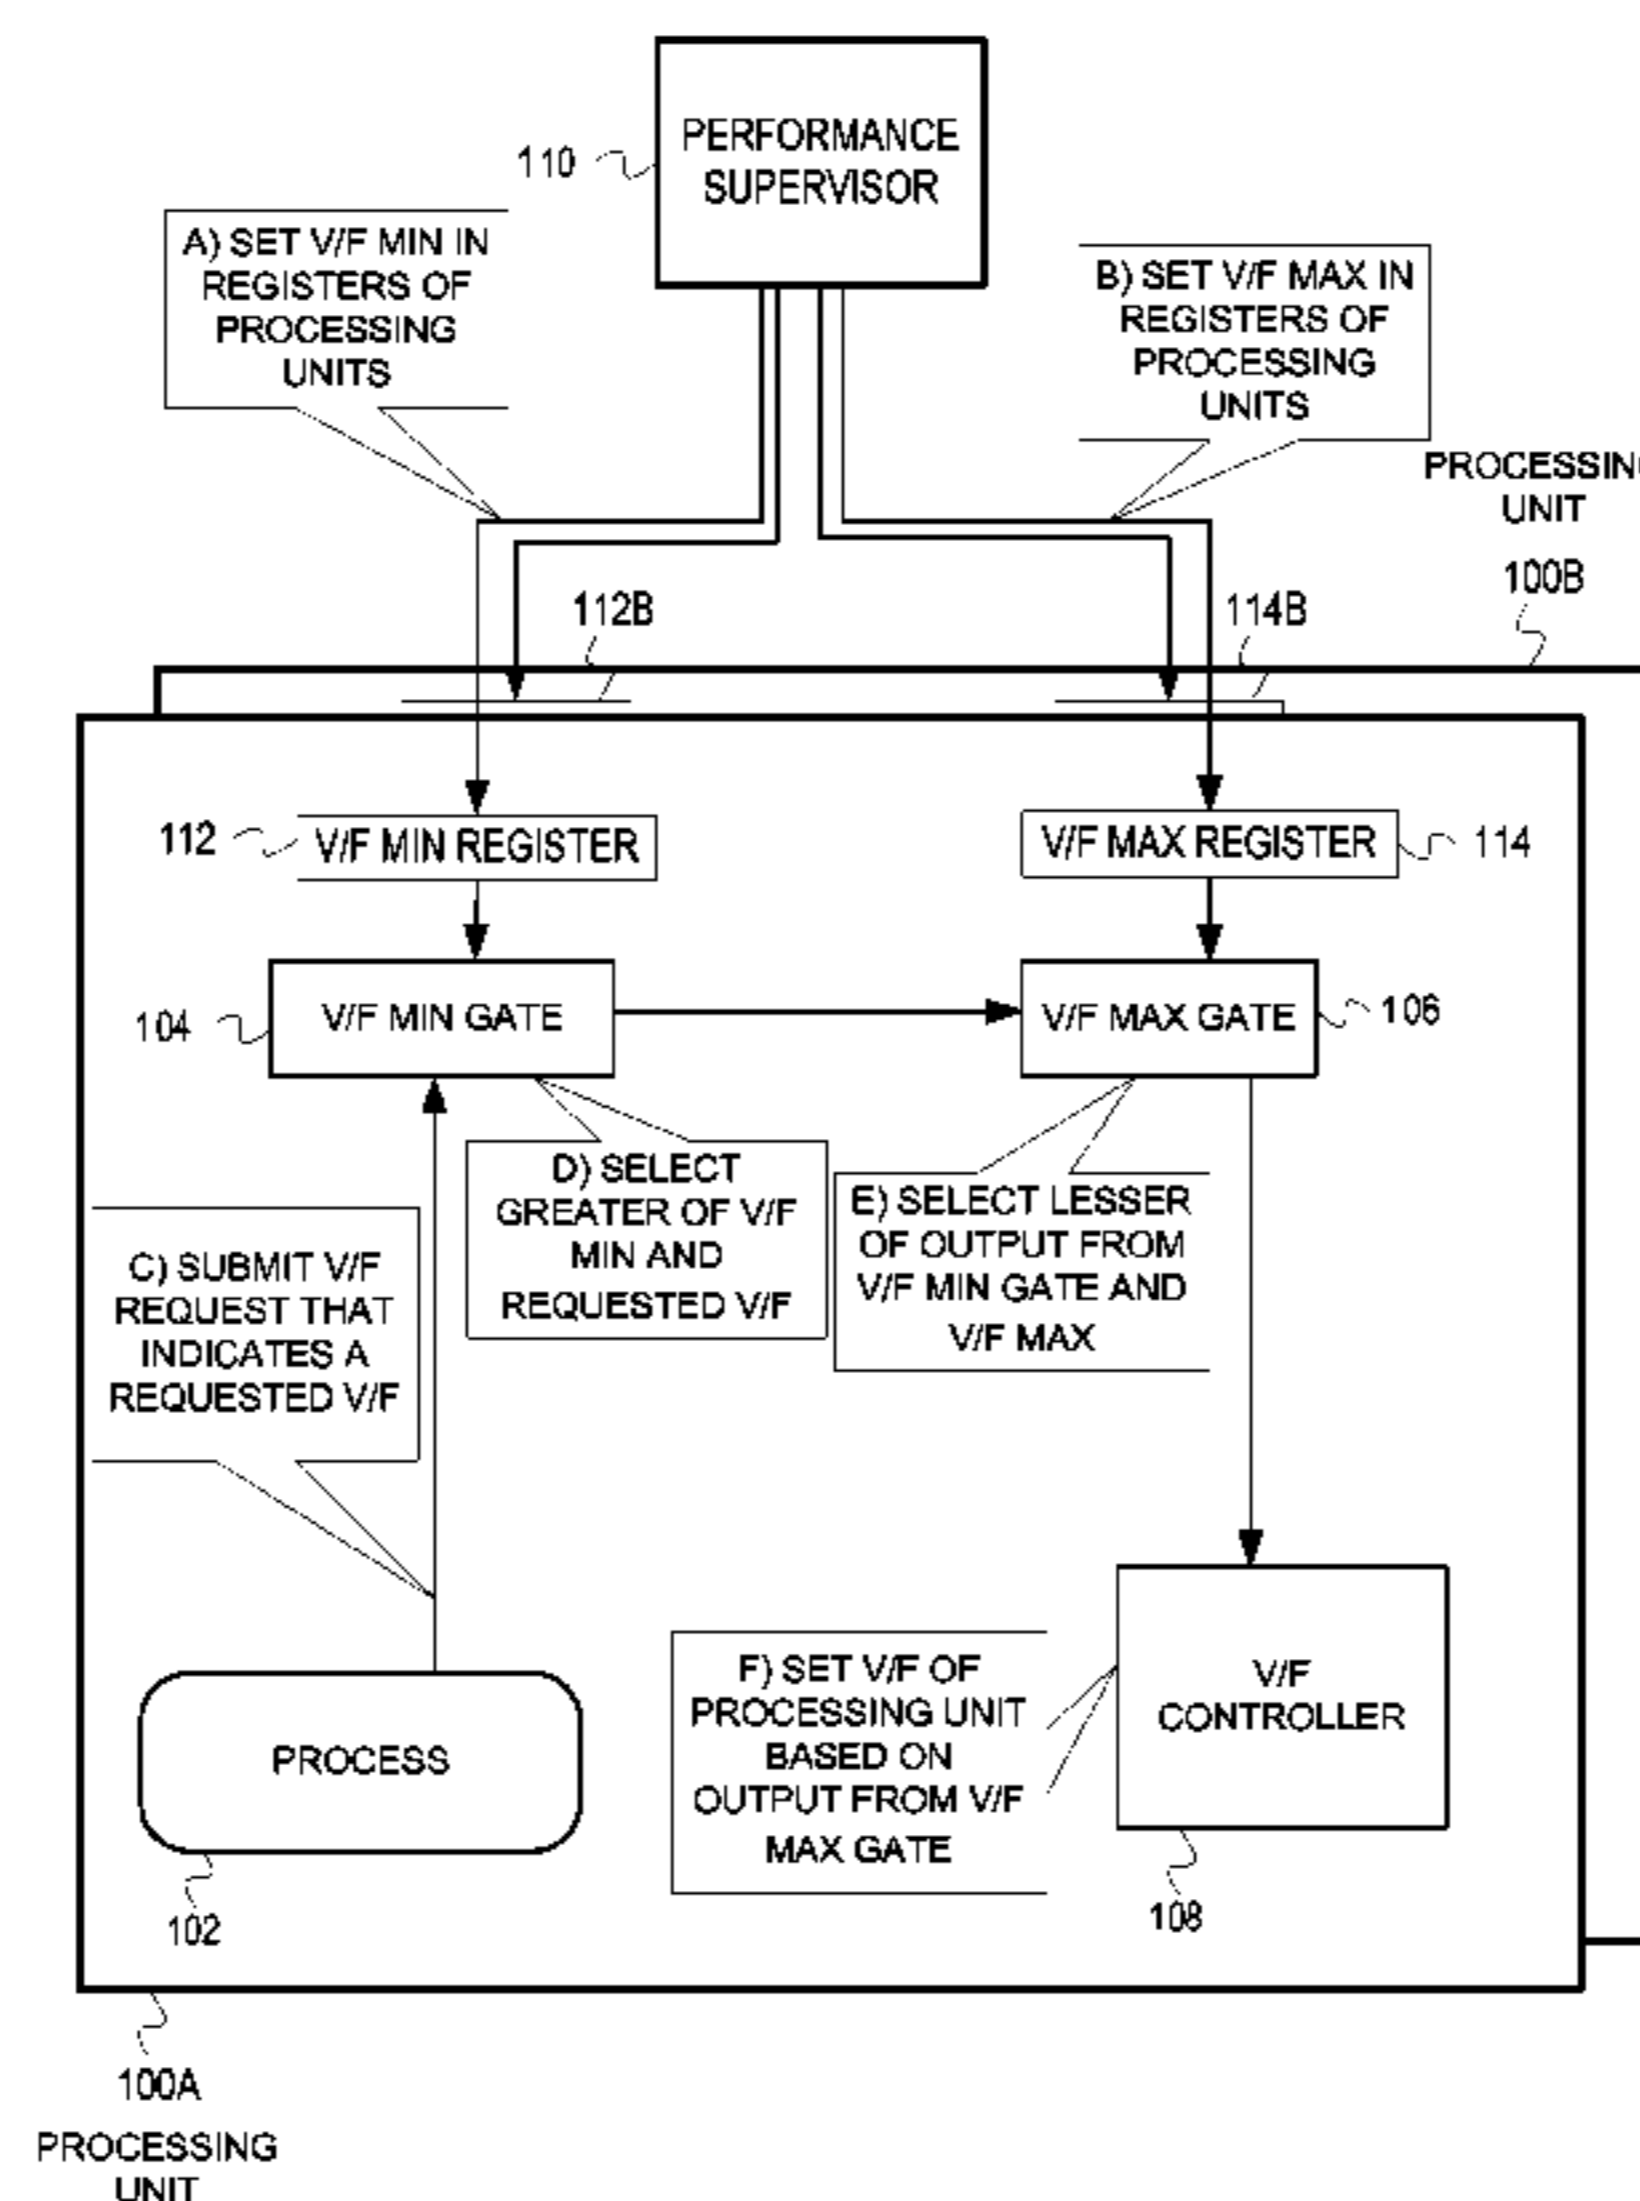 PERFORMANCE
SUPERVISOR
110
A) SET V/F MIN IN
REGISTERS OF
PROCESSING
UNITS
B) SET V/F MAX IN
REGISTERS OF
PROCESSING
UNITS
PROCESSING
UNIT
100B
112B
114B
112
V/F MIN REGISTER
V/F MAX REGISTER
114
104
V/F MIN GATE
V/F MAX GATE
106
D) SELECT
GREATER OF V/F
MIN AND
REQUESTED V/F
E) SELECT LESSER
OF OUTPUT FROM
V/F MIN GATE AND
V/F MAX
C) SUBMIT V/F
REQUEST THAT
INDICATES A
REQUESTED V/F
F) SET V/F OF
PROCESSING UNIT
BASED ON
OUTPUT FROM V/F
MAX GATE
V/F
CONTROLLER
PROCESS
102
108
100A
PROCESSING
UNIT